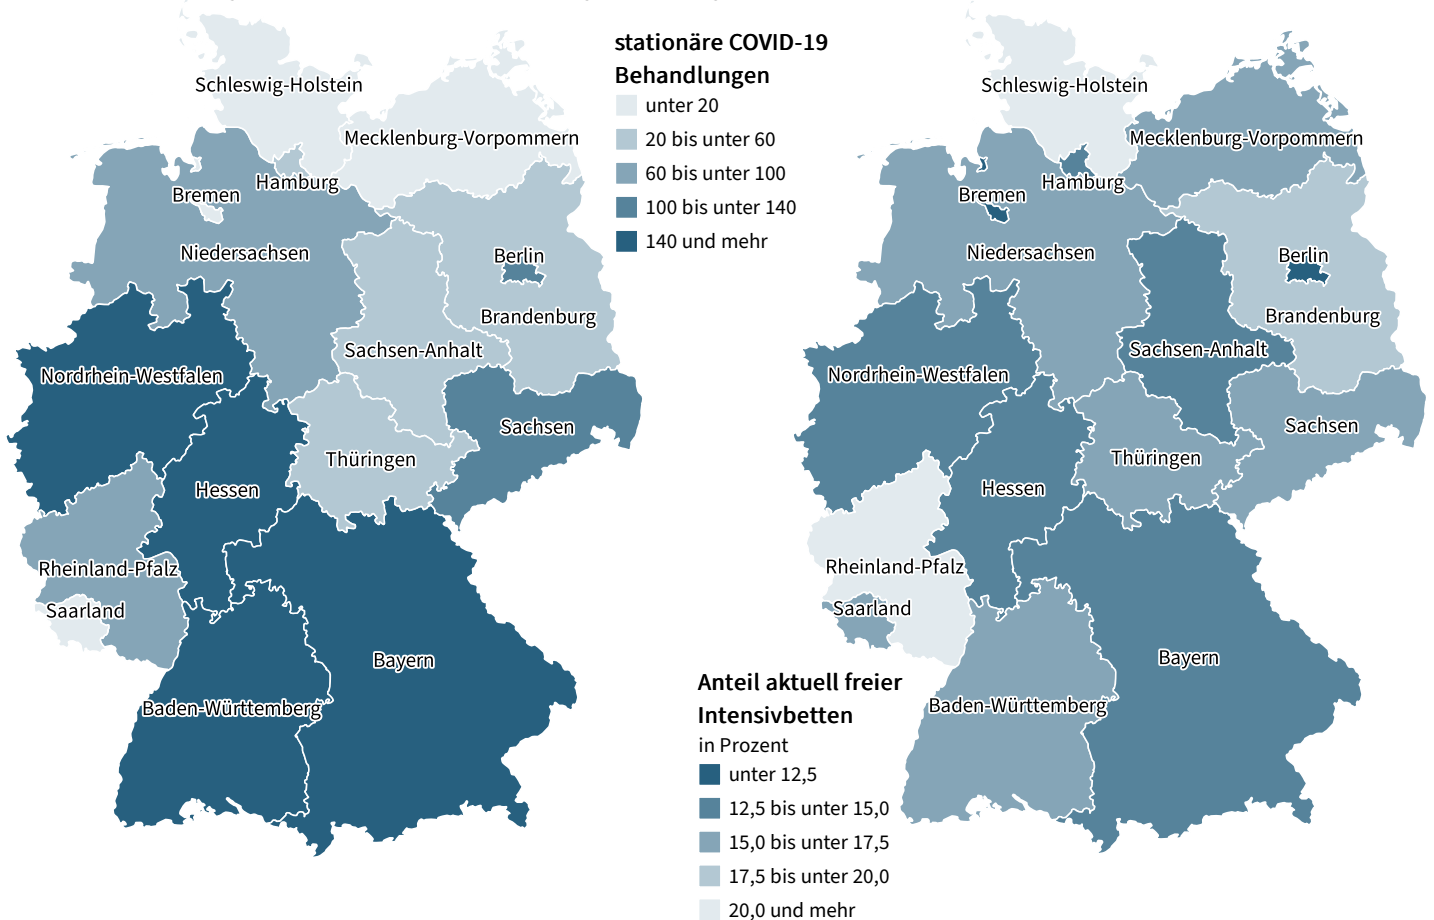 stationäre COVID-19
Behandlungen
unter 20
20 bis unter 60
60 bis unter 100
100 bis unter 140
140 und mehr
Schleswig-Holstein
Mecklenburg-Vorpommern
Hamburg
Bremen
Niedersachsen
Berlin
Brandenburg
Sachsen-Anhalt
Nordrhein-Westfalen
Sachsen
Thüringen
Hessen
Rheinland-Pfalz
Saarland
Bayern
Baden-Württemberg
Schleswig-Holstein
Mecklenburg-Vorpommern
Hamburg
Bremen
Niedersachsen
Berlin
Brandenburg
Sachsen-Anhalt
Nordrhein-Westfalen
Sachsen
Thüringen
Hessen
Rheinland-Pfalz
Saarland
Bayern
Baden-Württemberg
Anteil aktuell freier
Intensivbetten
in Prozent
unter 12,5
12,5 bis unter 15,0
15,0 bis unter 17,5
17,5 bis unter 20,0
20,0 und mehr